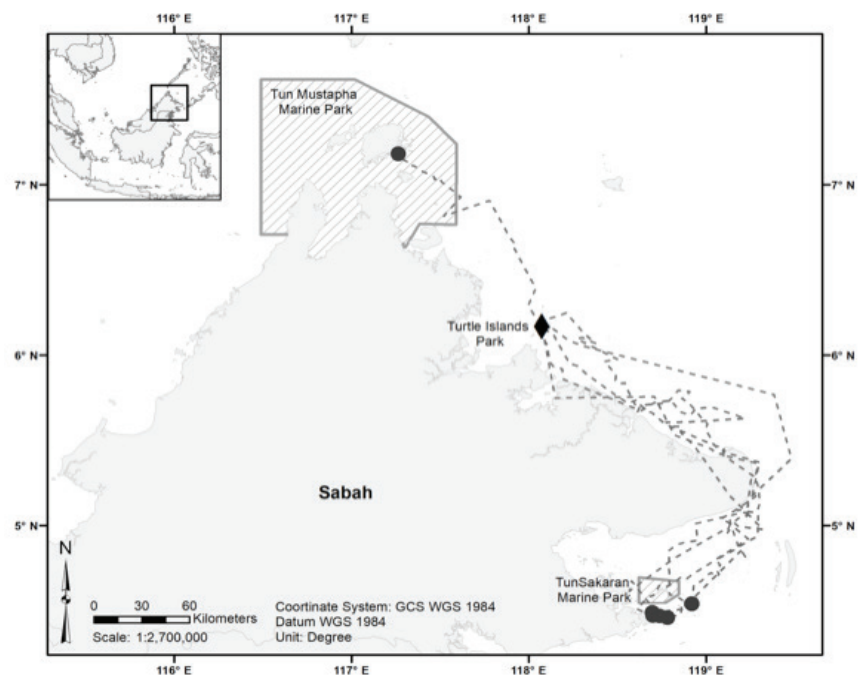 116° E 117° E 118° E 119° E
Tun Mustapha
Marine Park
7° N 7° N
Turtle Islands
Park
6° N 6° N
Sabah
5° N 5° N
N
TunSakaran
Marine Park
0 30 60
Kilometers
Scale: 1:2,700,000
Coortinate System: GCS WGS 1984
Datum WGS 1984
Unit: Degree
116° E 117° E 118° E 119° E